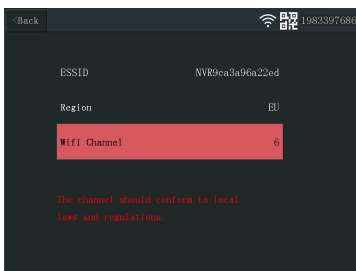 <Back
1983397686
ESSID NVR9ca3a96a22ed
Region EU
Wifi Channel 6
The channel should conform to local
laws and regulations.